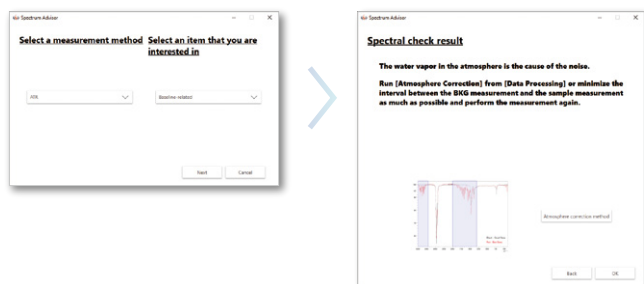 Spectrum Advisor
Select a measurement method
Select an item that you are
interested in
ATR
Baseline-related
Next
Cancel
Spectrum Advisor
Spectral check result
The water vapor in the atmosphere is the cause of the noise.
Run [Atmosphere Correction] from [Data Processing] or minimize the
interval between the BKG measurement and the sample measurement
as much as possible and perform the measurement again.
Atmosphere correction method
Back
OK